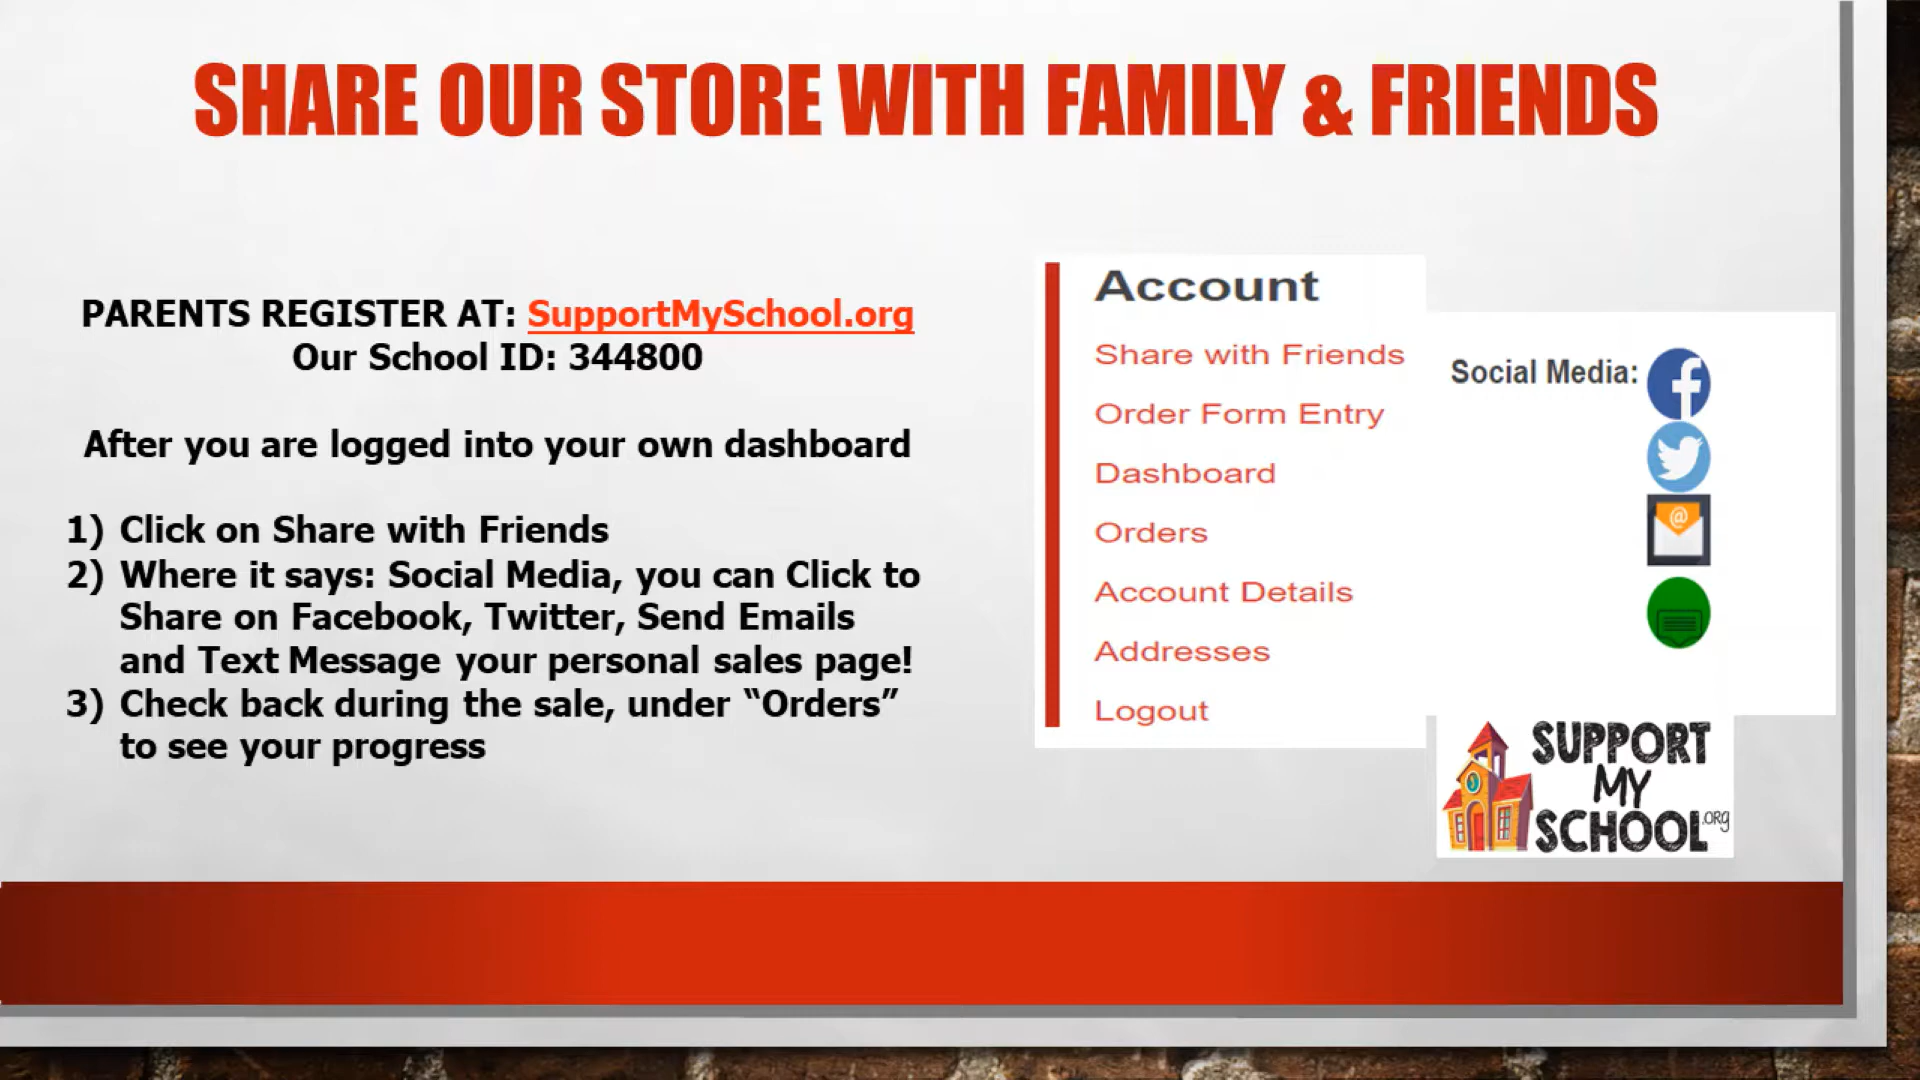 SHARE OUR STORE WITH FAMILY & FRIENDS
PARENTS REGISTER AT: SupportMySchool.org
Our School ID: 344800
After you are logged into your own dashboard
1) Click on Share with Friends
2) Where it says: Social Media, you can Click to
Share on Facebook, Twitter, Send Emails
and Text Message your personal sales page!
3) Check back during the sale, under “Orders”
to see your progress
Account
Share with Friends
Order Form Entry
Dashboard
Orders
Account Details
Addresses
Logout
Social Media:
f
@
SUPPORT
MY
SCHOOL.ORG